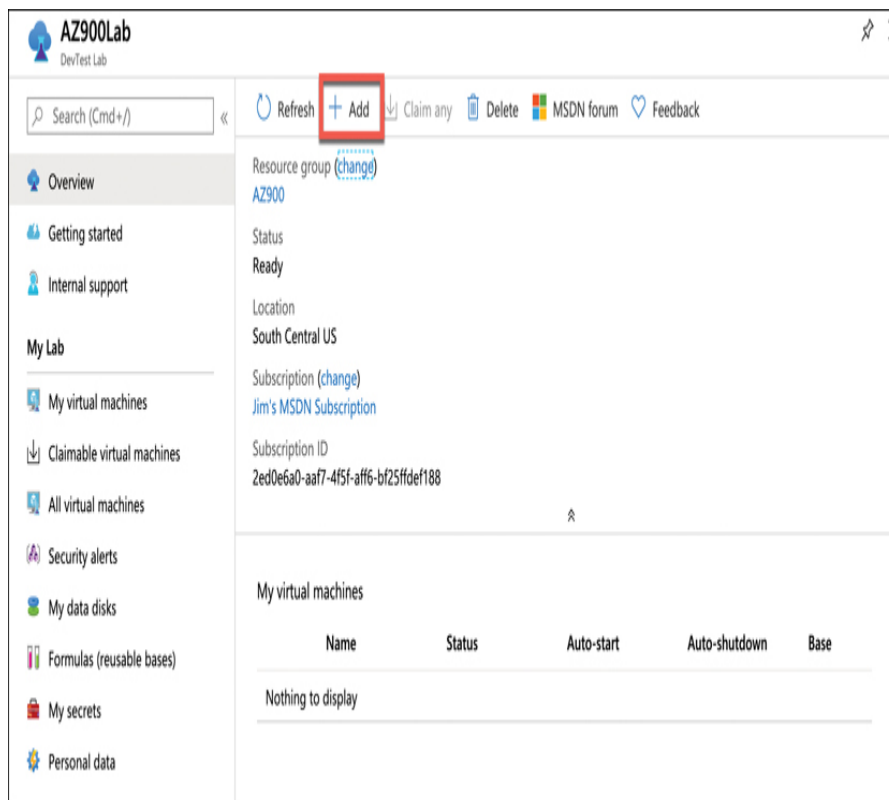 AZ900Lab
DevTest Lab
Search (Cmd+/)
«
Refresh
Add
Claim any
Delete
MSDN forum
Feedback
Overview
Getting started
Internal support
My Lab
My virtual machines
Claimable virtual machines
All virtual machines
Security alerts
My data disks
Formulas (reusable bases)
My secrets
Personal data
Resource group (change)
AZ900
Status
Ready
Location
South Central US
Subscription (change)
Jim's MSDN Subscription
Subscription ID
2ed0e6a0-aaf7-4f5f-aff6-bf25ffdef188
My virtual machines
Name Status Auto-start Auto-shutdown Base
Nothing to display